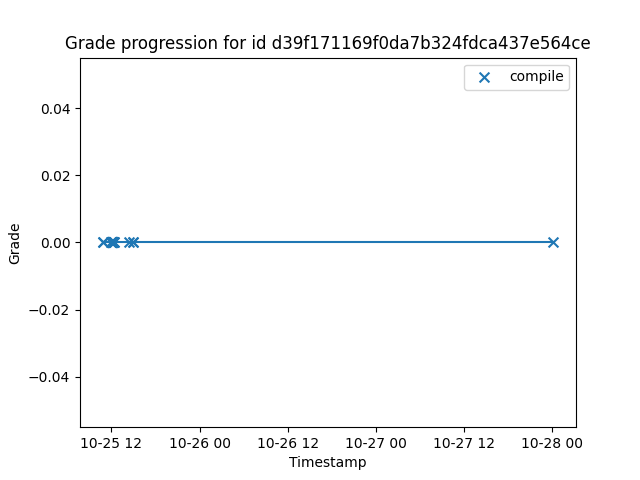 Grade progression for id d39f171169f0da7b324fdca437e564ce
compile
0.04
0.02
0.00
−0.02
−0.04
Grade
10-25 12 10-26 00 10-26 12 10-27 00 10-27 12 10-28 00
Timestamp